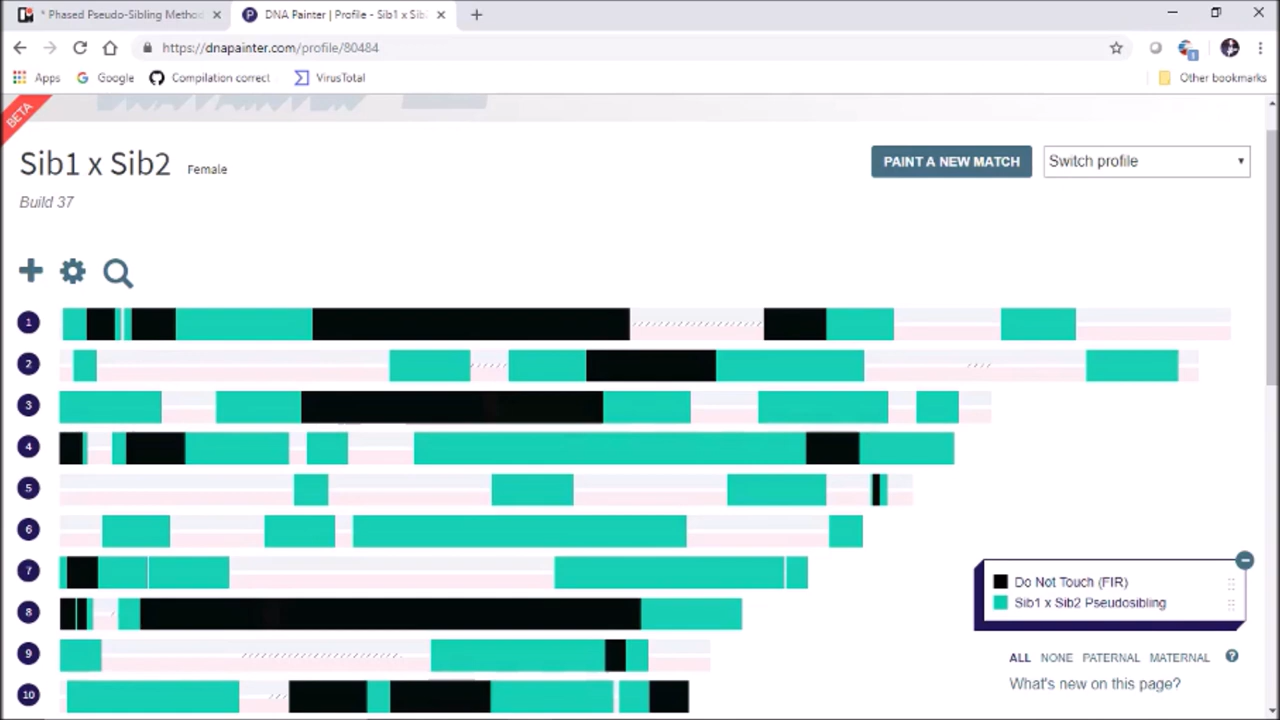 * Phased Pseudo-Sibling Method
DNA Painter | Profile - Sib1 x Sib2
https://dnapainter.com/profile/80484
Apps Google Compilation correct VirusTotal Other bookmarks
BETA
Sib1 x Sib2 Female
PAINT A NEW MATCH
Switch profile
Build 37
1
2
3
4
5
6
7
8
9
10
Do Not Touch (FIR)
Sib1 x Sib2 Pseudosibling
ALL NONE PATERNAL MATERNAL ?
What's new on this page?